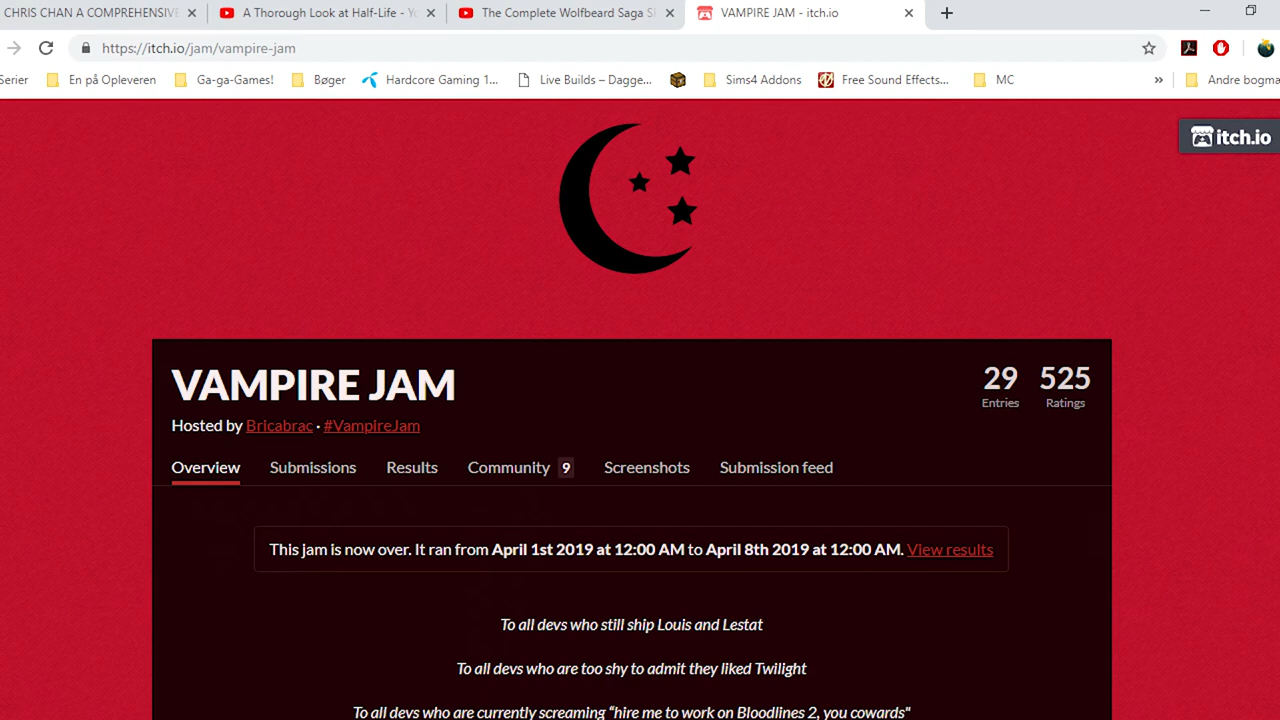 CHRIS CHAN A COMPREHENSIVE
A Thorough Look at Half-Life - Yo
The Complete Wolfbeard Saga S
VAMPIRE JAM - itch.io
https://itch.io/jam/vampire-jam
Serier
En på Opleveren
Ga-ga-Games!
Bøger
Hardcore Gaming 1...
Live Builds – Dagge...
Sims4 Addons
Free Sound Effects...
MC
»
Andre bogma
itch.io
VAMPIRE JAM
29 525
Entries Ratings
Hosted by Bricabrac · #VampireJam
Overview Submissions Results Community 9 Screenshots Submission feed
This jam is now over. It ran from April 1st 2019 at 12:00 AM to April 8th 2019 at 12:00 AM. View results
To all devs who still ship Louis and Lestat
To all devs who are too shy to admit they liked Twilight
To all devs who are currently screaming “hire me to work on Bloodlines 2, you cowards"